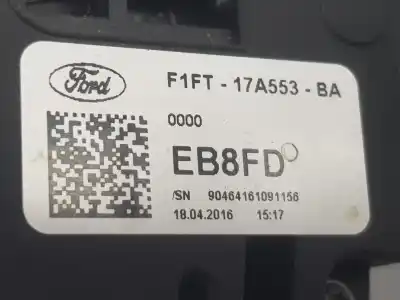 Ford
F1FT - 17A553 - BA
0000
EB8FD
/SN 90464161091156
18.04.2016 15:17